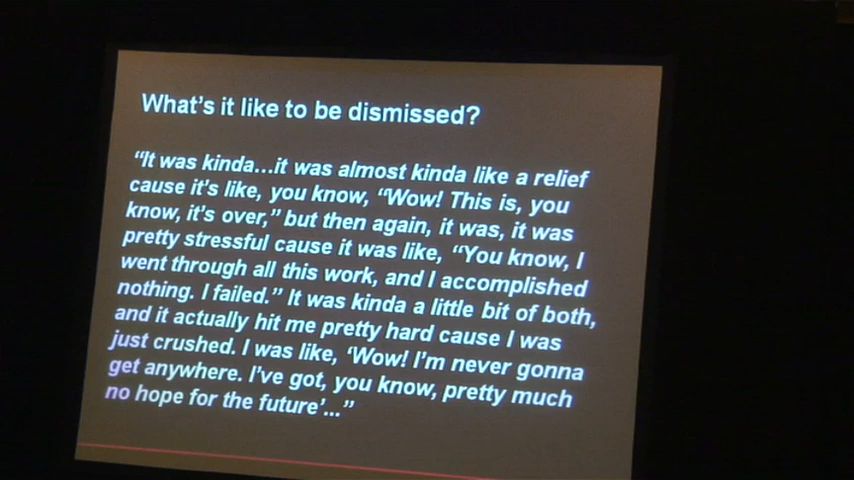 What's it like to be dismissed?
“It was kinda...it was almost kinda like a relief
cause it's like, you know, “Wow! This is, you
know, it's over,” but then again, it was, it was
pretty stressful cause it was like, “You know, I
went through all this work, and I accomplished
nothing. I failed.” It was kinda a little bit of both,
and it actually hit me pretty hard cause I was
just crushed. I was like, ‘Wow! I'm never gonna
get anywhere. I've got, you know, pretty much
no hope for the future’...”